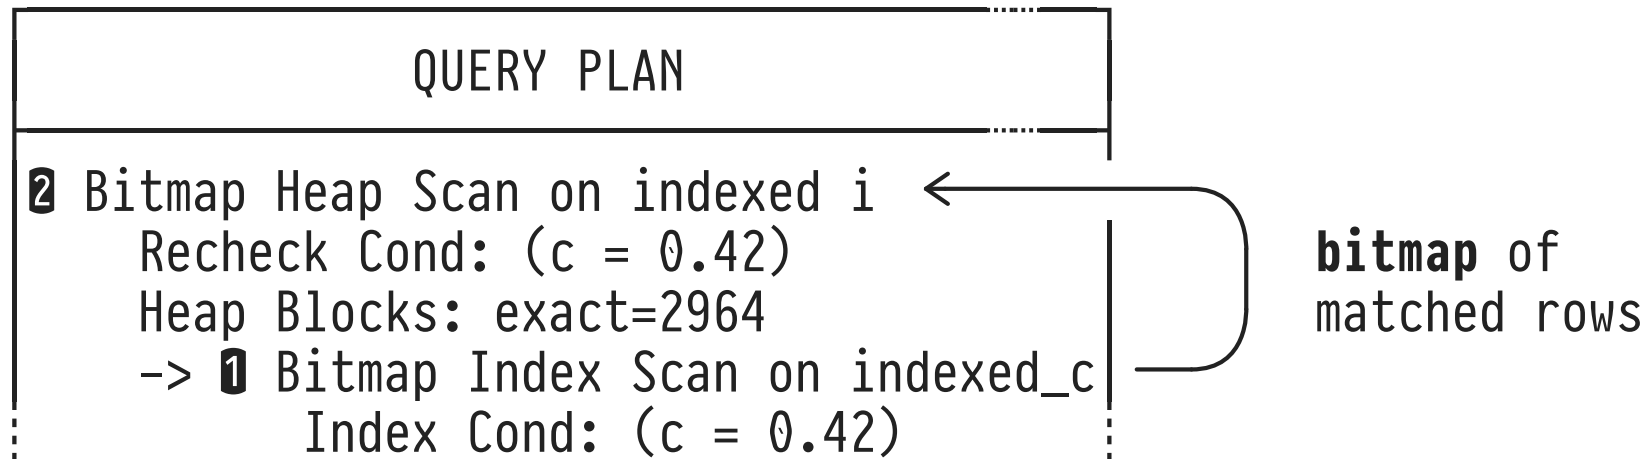 QUERY PLAN
❷ Bitmap Heap Scan on indexed i
Recheck Cond: (c = 0.42)
Heap Blocks: exact=2964
-> ❶ Bitmap Index Scan on indexed_c
Index Cond: (c = 0.42)
bitmap of
matched rows